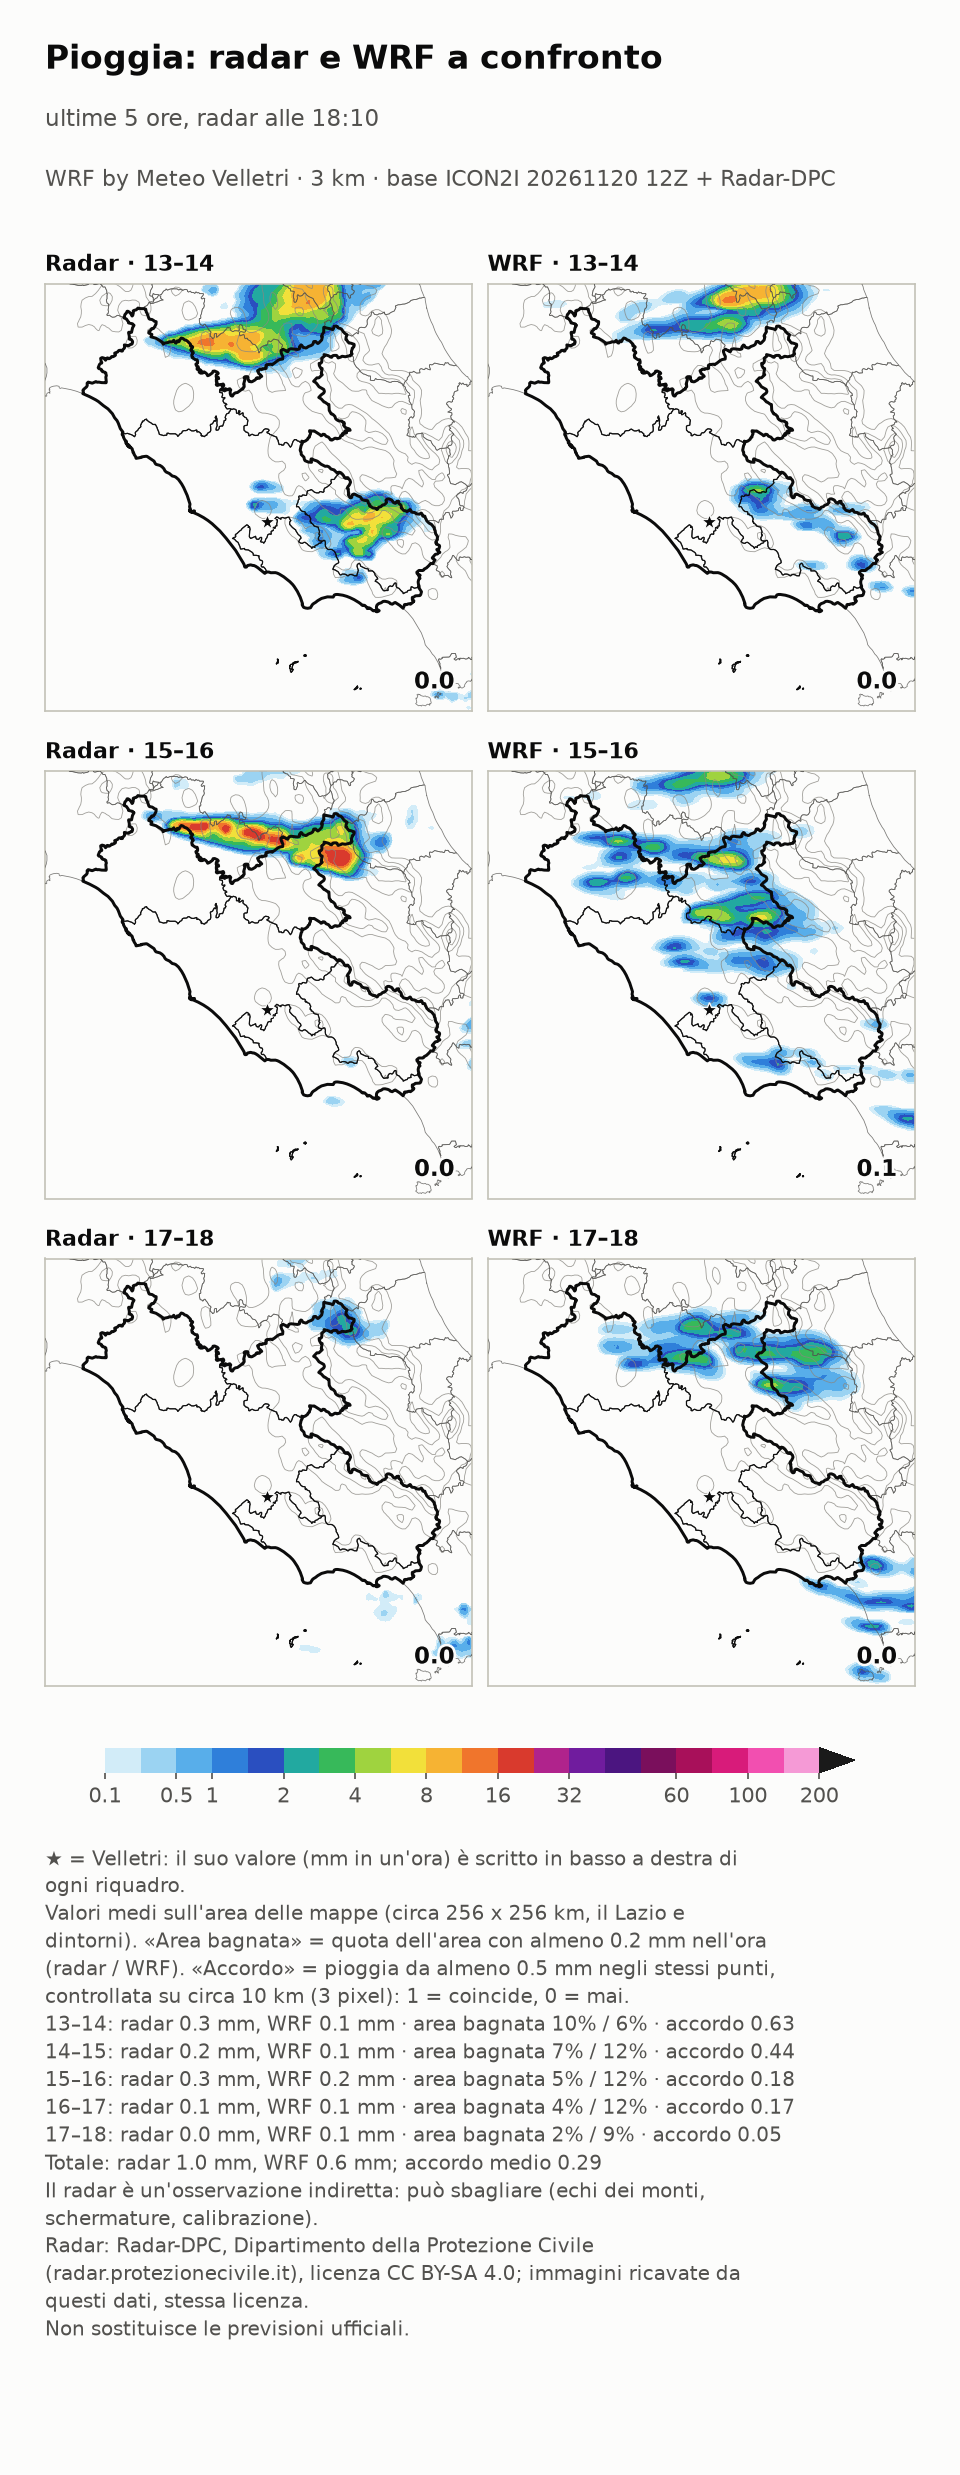 Pioggia: radar e WRF a confronto
ultime 5 ore, radar alle 18:10
WRF by Meteo Velletri · 3 km · base ICON2I 20261120 12Z + Radar-DPC
Radar · 13–14
WRF · 13–14
0.0
0.0
Radar · 15–16
WRF · 15–16
0.0
0.1
Radar · 17–18
WRF · 17–18
0.0
0.0
0.1 0.5 1 2 4 8 16 32 60 100 200
★ = Velletri: il suo valore (mm in un'ora) è scritto in basso a destra di
ogni riquadro.
Valori medi sull'area delle mappe (circa 256 x 256 km, il Lazio e
dintorni). «Area bagnata» = quota dell'area con almeno 0.2 mm nell'ora
(radar / WRF). «Accordo» = pioggia da almeno 0.5 mm negli stessi punti,
controllata su circa 10 km (3 pixel): 1 = coincide, 0 = mai.
13–14: radar 0.3 mm, WRF 0.1 mm · area bagnata 10% / 6% · accordo 0.63
14–15: radar 0.2 mm, WRF 0.1 mm · area bagnata 7% / 12% · accordo 0.44
15–16: radar 0.3 mm, WRF 0.2 mm · area bagnata 5% / 12% · accordo 0.18
16–17: radar 0.1 mm, WRF 0.1 mm · area bagnata 4% / 12% · accordo 0.17
17–18: radar 0.0 mm, WRF 0.1 mm · area bagnata 2% / 9% · accordo 0.05
Totale: radar 1.0 mm, WRF 0.6 mm; accordo medio 0.29
Il radar è un'osservazione indiretta: può sbagliare (echi dei monti,
schermature, calibrazione).
Radar: Radar-DPC, Dipartimento della Protezione Civile
(radar.protezionecivile.it), licenza CC BY-SA 4.0; immagini ricavate da
questi dati, stessa licenza.
Non sostituisce le previsioni ufficiali.